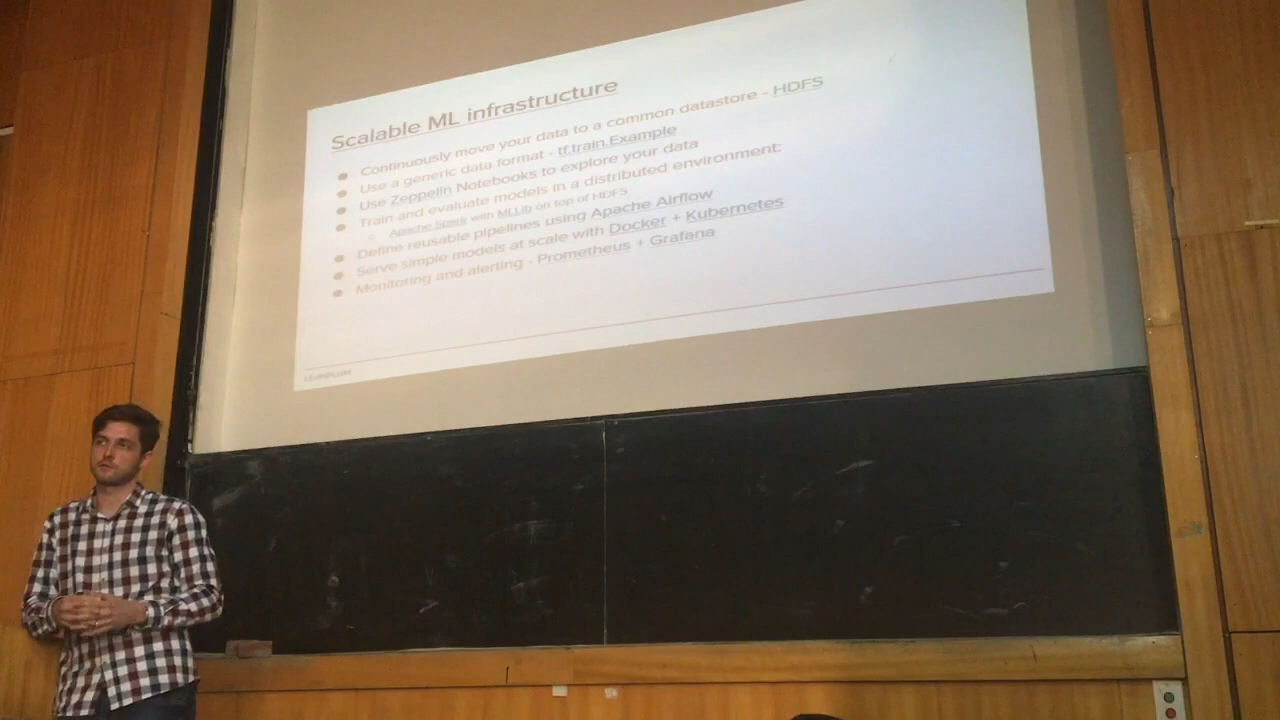 Scalable ML infrastructure
● Continuously move your data to a common datastore - HDFS
● Use a generic data format - tf.train.Example
● Use Zeppelin Notebooks to explore your data
● Train and evaluate models in a distributed environment:
○ Apache Spark with MLLib on top of HDFS
● Define reusable pipelines using Apache Airflow
● Serve simple models at scale with Docker + Kubernetes
● Monitoring and alerting - Prometheus + Grafana
LEANPLUM